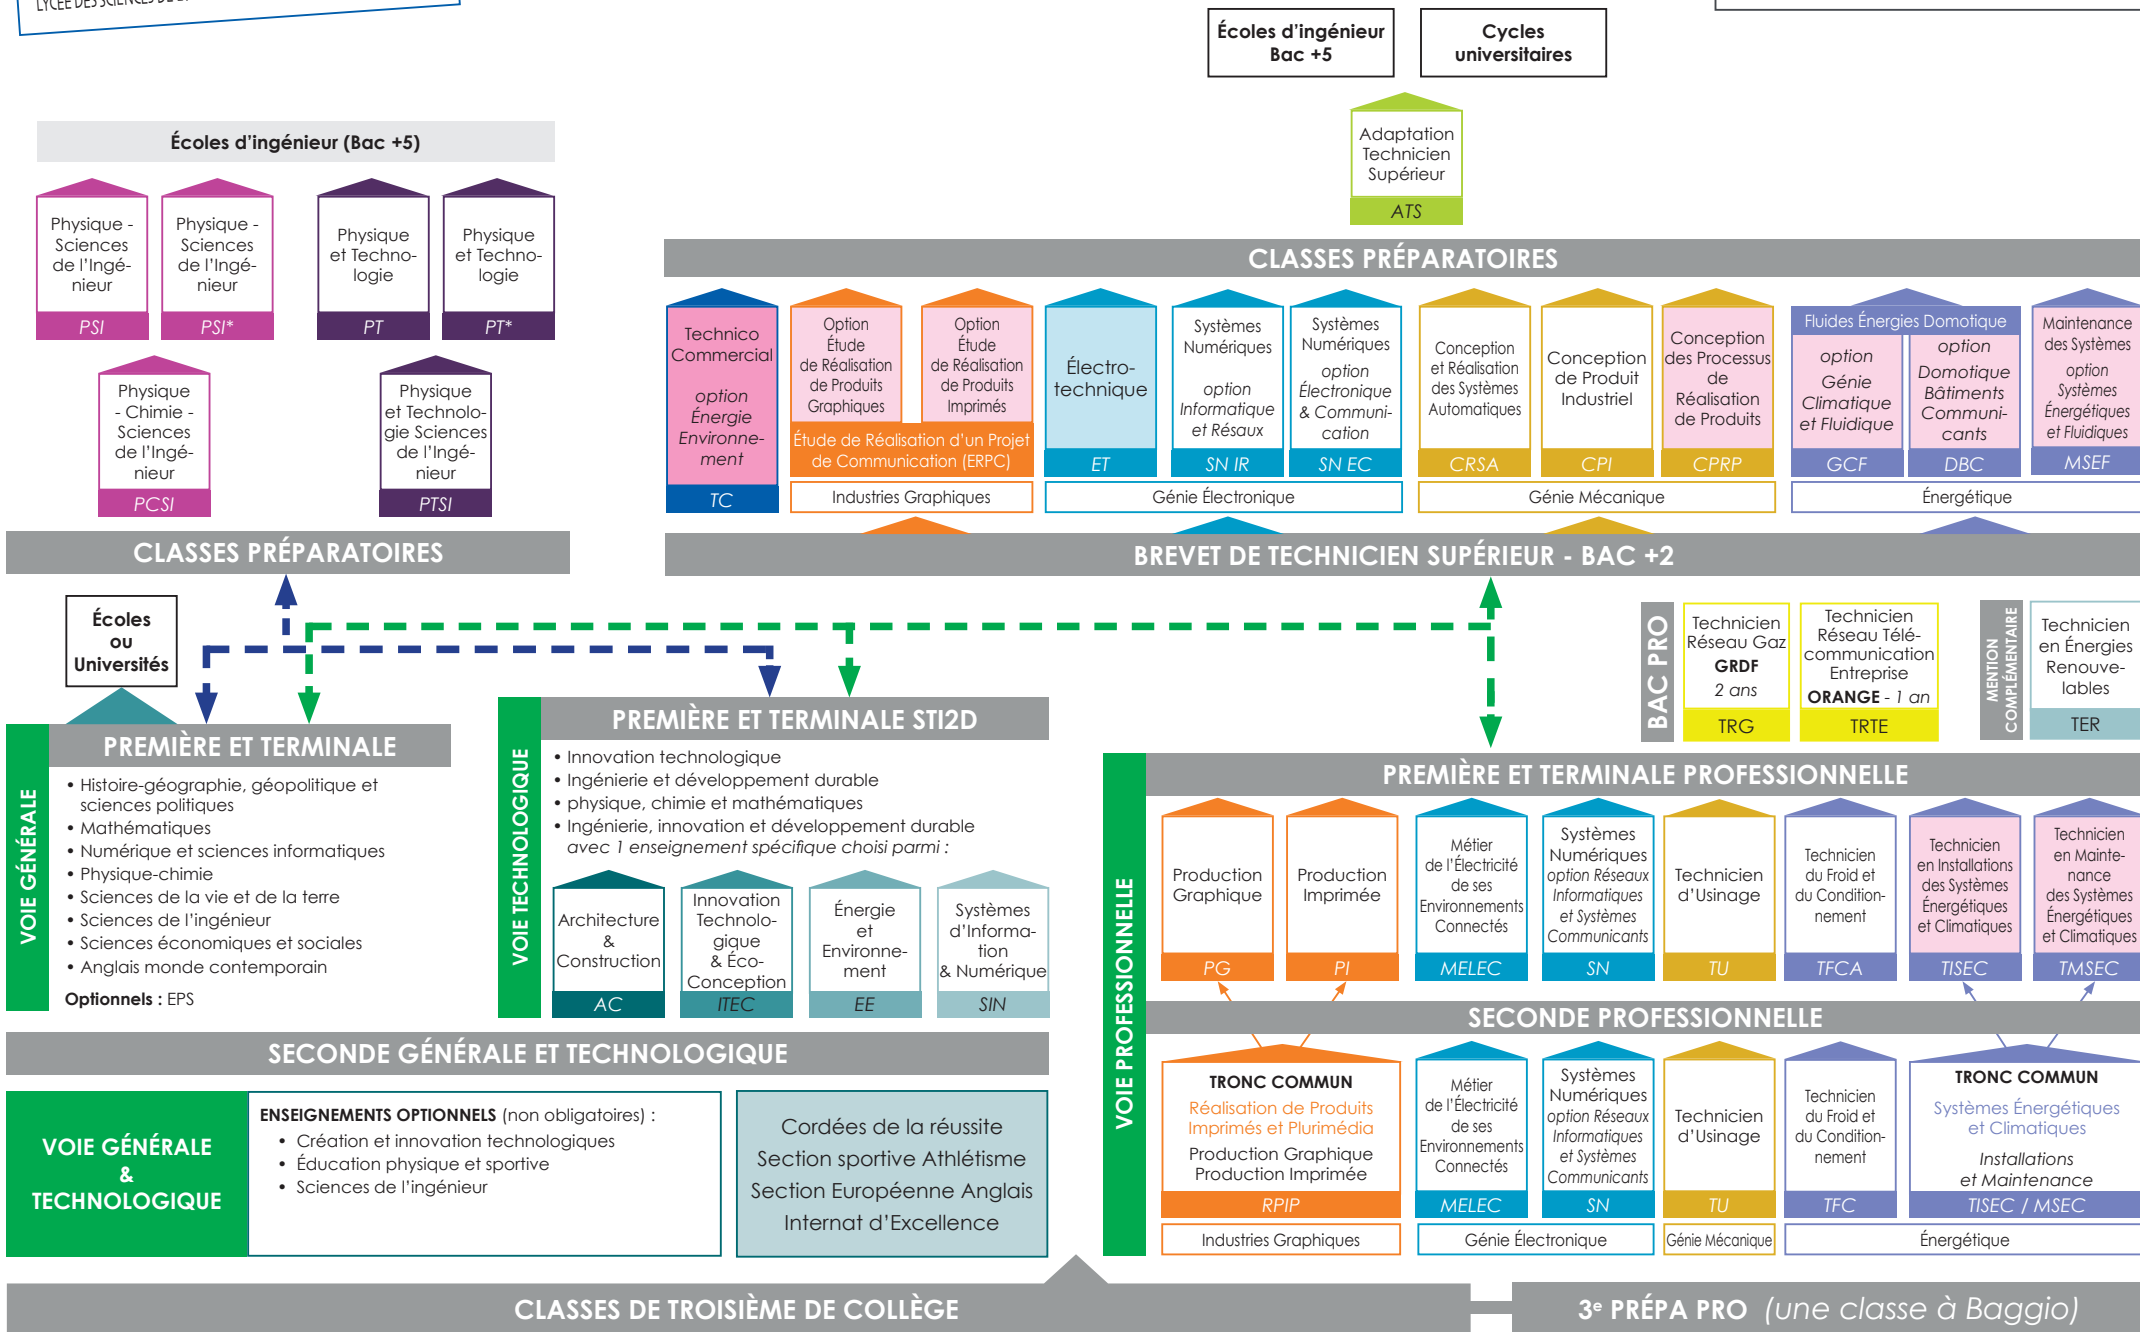 LYCÉE DES SCIENCES DE
Écoles d'ingénieur
Bac +5
Cycles
universitaires
Adaptation
Technicien
Supérieur
ATS
Écoles d'ingénieur (Bac +5)
Physique -
Sciences
de l'Ingé-
nieur
PSI
Physique -
Sciences
de l'Ingé-
nieur
PSI*
Physique
et Techno-
logie
PT
Physique
et Techno-
logie
PT*
Physique
- Chimie -
Sciences
de l'Ingé-
nieur
PCSI
Physique
et Technolo-
gie Sciences
de l'Ingé-
nieur
PTSI
CLASSES PRÉPARATOIRES
CLASSES PRÉPARATOIRES
Technico
Commercial
option
Énergie
Environne-
ment
TC
Option
Étude
de Réalisation
de Produits
Graphiques
Option
Étude
de Réalisation
de Produits
Imprimés
Étude de Réalisation d'un Projet
de Communication (ERPC)
Industries Graphiques
Électro-
technique
ET
Systèmes
Numériques
option
Informatique
et Résaux
SN IR
Systèmes
Numériques
option
Électronique
& Communi-
cation
SN EC
Génie Électronique
Conception
et Réalisation
des Systèmes
Automatiques
CRSA
Conception
de Produit
Industriel
CPI
Conception
des Processus
de
Réalisation
de Produits
CPRP
Génie Mécanique
Fluides Énergies Domotique
option
Génie
Climatique
et Fluidique
GCF
option
Domotique
Bâtiments
Communi-
cants
DBC
Maintenance
des Systèmes
option
Systèmes
Énergétiques
et Fluidiques
MSEF
Énergétique
BREVET DE TECHNICIEN SUPÉRIEUR - BAC +2
Écoles
ou
Universités
BAC PRO
Technicien
Réseau Gaz
GRDF
2 ans
TRG
Technicien
Réseau Télé-
communication
Entreprise
ORANGE - 1 an
TRTE
MENTION
COMPLÉMENTAIRE
Technicien
en Énergies
Renouve-
lables
TER
VOIE GÉNÉRALE
PREMIÈRE ET TERMINALE
• Histoire-géographie, géopolitique et
sciences politiques
• Mathématiques
• Numérique et sciences informatiques
• Physique-chimie
• Sciences de la vie et de la terre
• Sciences de l'ingénieur
• Sciences économiques et sociales
• Anglais monde contemporain
Optionnels : EPS
VOIE TECHNOLOGIQUE
PREMIÈRE ET TERMINALE STI2D
• Innovation technologique
• Ingénierie et développement durable
• physique, chimie et mathématiques
• Ingénierie, innovation et développement durable
avec 1 enseignement spécifique choisi parmi :
Architecture
&
Construction
AC
Innovation
Technolo-
gique
& Éco-
Conception
ITEC
Énergie
et
Environne-
ment
EE
Systèmes
d'Informa-
tion
& Numérique
SIN
VOIE PROFESSIONNELLE
PREMIÈRE ET TERMINALE PROFESSIONNELLE
Production
Graphique
PG
Production
Imprimée
PI
Métier
de l'Électricité
de ses
Environnements
Connectés
MELEC
Systèmes
Numériques
option Réseaux
Informatiques
et Systèmes
Communicants
SN
Technicien
d'Usinage
TU
Technicien
du Froid et
du Condition-
nement
TFCA
Technicien
en Installations
des Systèmes
Énergétiques
et Climatiques
TISEC
Technicien
en Mainte-
nance
des Systèmes
Énergétiques
et Climatiques
TMSEC
SECONDE PROFESSIONNELLE
TRONC COMMUN
Réalisation de Produits
Imprimés et Plurimédia
Production Graphique
Production Imprimée
RPIP
Industries Graphiques
Métier
de l'Électricité
de ses
Environnements
Connectés
MELEC
Systèmes
Numériques
option Réseaux
Informatiques
et Systèmes
Communicants
SN
Génie Électronique
Technicien
d'Usinage
TU
Génie Mécanique
Technicien
du Froid et
du Condition-
nement
TFC
TRONC COMMUN
Systèmes Énergétiques
et Climatiques
Installations
et Maintenance
TISEC / MSEC
Énergétique
SECONDE GÉNÉRALE ET TECHNOLOGIQUE
VOIE GÉNÉRALE
&
TECHNOLOGIQUE
ENSEIGNEMENTS OPTIONNELS (non obligatoires) :
• Création et innovation technologiques
• Éducation physique et sportive
• Sciences de l'ingénieur
Cordées de la réussite
Section sportive Athlétisme
Section Européenne Anglais
Internat d'Excellence
CLASSES DE TROISIÈME DE COLLÈGE
3e PRÉPA PRO (une classe à Baggio)